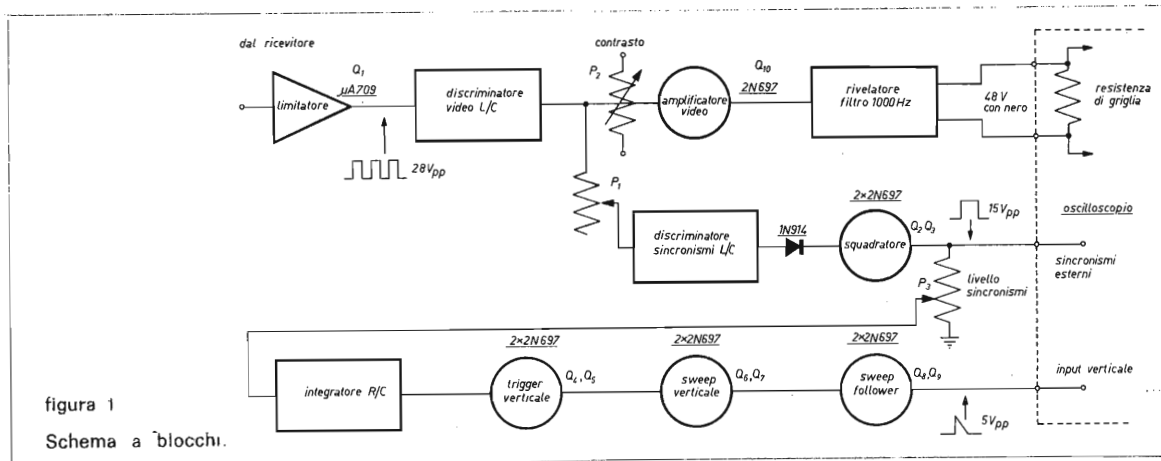 dal ricevitore
Q1
µA709
limitatore
28Vpp
discriminatore
video L/C
contrasto
P2
P1
amplificatore
video
Q10
2N697
rivelatore
filtro 1000 Hz
48 V
con nero
resistenza
di griglia
discriminatore
sincronismi L/C
1N914
2×2N697
squadratore
Q2 Q3
15Vpp
oscilloscopio
sincronismi
esterni
P3
livello
sincronismi
integratore R/C
2×2N697
trigger
verticale
Q4, Q5
2×2N697
sweep
verticale
Q6, Q7
2×2N697
sweep
follower
Q8, Q9
5Vpp
input verticale
figura 1
Schema a blocchi.